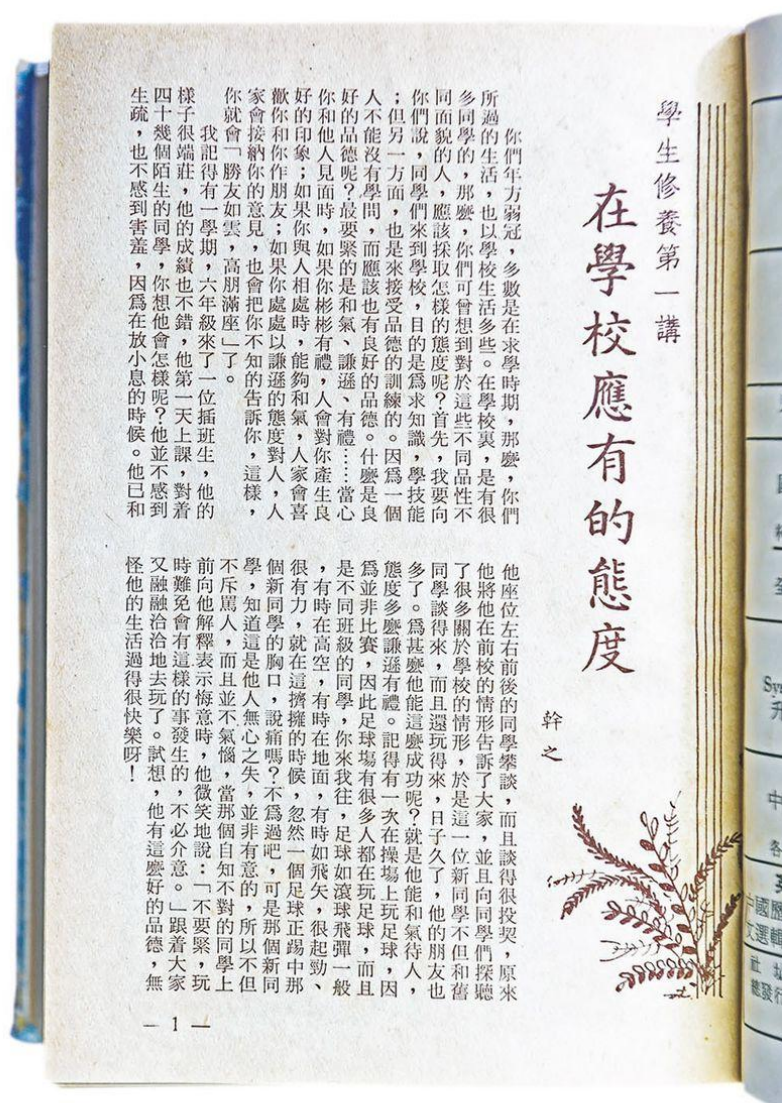 學生修養第一講
在學校應有的態度
幹之
你們年方弱冠，多數是在求學時期，那麼，你們
所過的生活，也以學校生活多些。在學校裏，是有很
多同學的，那麼，你們可曾想到對於這些不同品性不
同面貌的人，應該採取怎樣的態度呢？首先，我要向
你們說，同學們來到學校，目的是爲求知識，學技能
；但另一方面，也是來接受品德的訓練的。因爲一個
人不能沒有學問，而應該也有良好的品德。什麼是良
好的品德呢？最要緊的是和氣、謙遜、有禮……當心
你和他人見面時，如果你彬彬有禮，人會對你產生良
好的印象；如果你與人相處時，能夠和氣，人家會喜
歡你和你作朋友；如果你處處以謙遜的態度對人，人
家會接納你的意見，也會把你不知的告訴你，這樣，
你就會「勝友如雲，高朋滿座」了。
我記得有一學期，六年級來了一位插班生，他的
樣子很端莊，他的成績也不錯，他第一天上課，對着
四十幾個陌生的同學，你想他會怎樣呢？他並不感到
生疏，也不感到害羞，因爲在放小息的時候。他已和
他座位左右前後的同學攀談，而且談得很投契，原來
他將他在前校的情形告訴了大家，並且向同學們探聽
了很多關於學校的情形，於是這一位新同學不但和舊
同學談得來，而且還玩得來，日子久了，他的朋友也
多了。爲甚麼他能這麼成功呢？就是他能和氣待人，
態度多麼謙遜有禮。記得有一次在操塲上玩足球，因
爲並非比賽，因此足球塲有很多人都在玩足球，而且
是不同班級的同學，你來我往，足球如滾球飛彈一般
，有時在高空，有時在地面，有時如飛矢，很起勁、
很有力，就在這擠擁的時候，忽然一個足球正踢中那
個新同學的胸口，說痛嗎？不爲過吧，可是那個新同
學，知道這是他人無心之失，並非有意的，所以不但
不斥罵人，而且並不氣惱，當那個自知不對的同學上
前向他解釋表示悔意時，他微笑地說：「不要緊，玩
時難免會有這樣的事發生的，不必介意。」跟着大家
又融融洽洽地去玩了。試想，他有這麼好的品德，無
怪他的生活過得很快樂呀！
— 1 —
中
升
中國歷
文選輯
社址
總發行